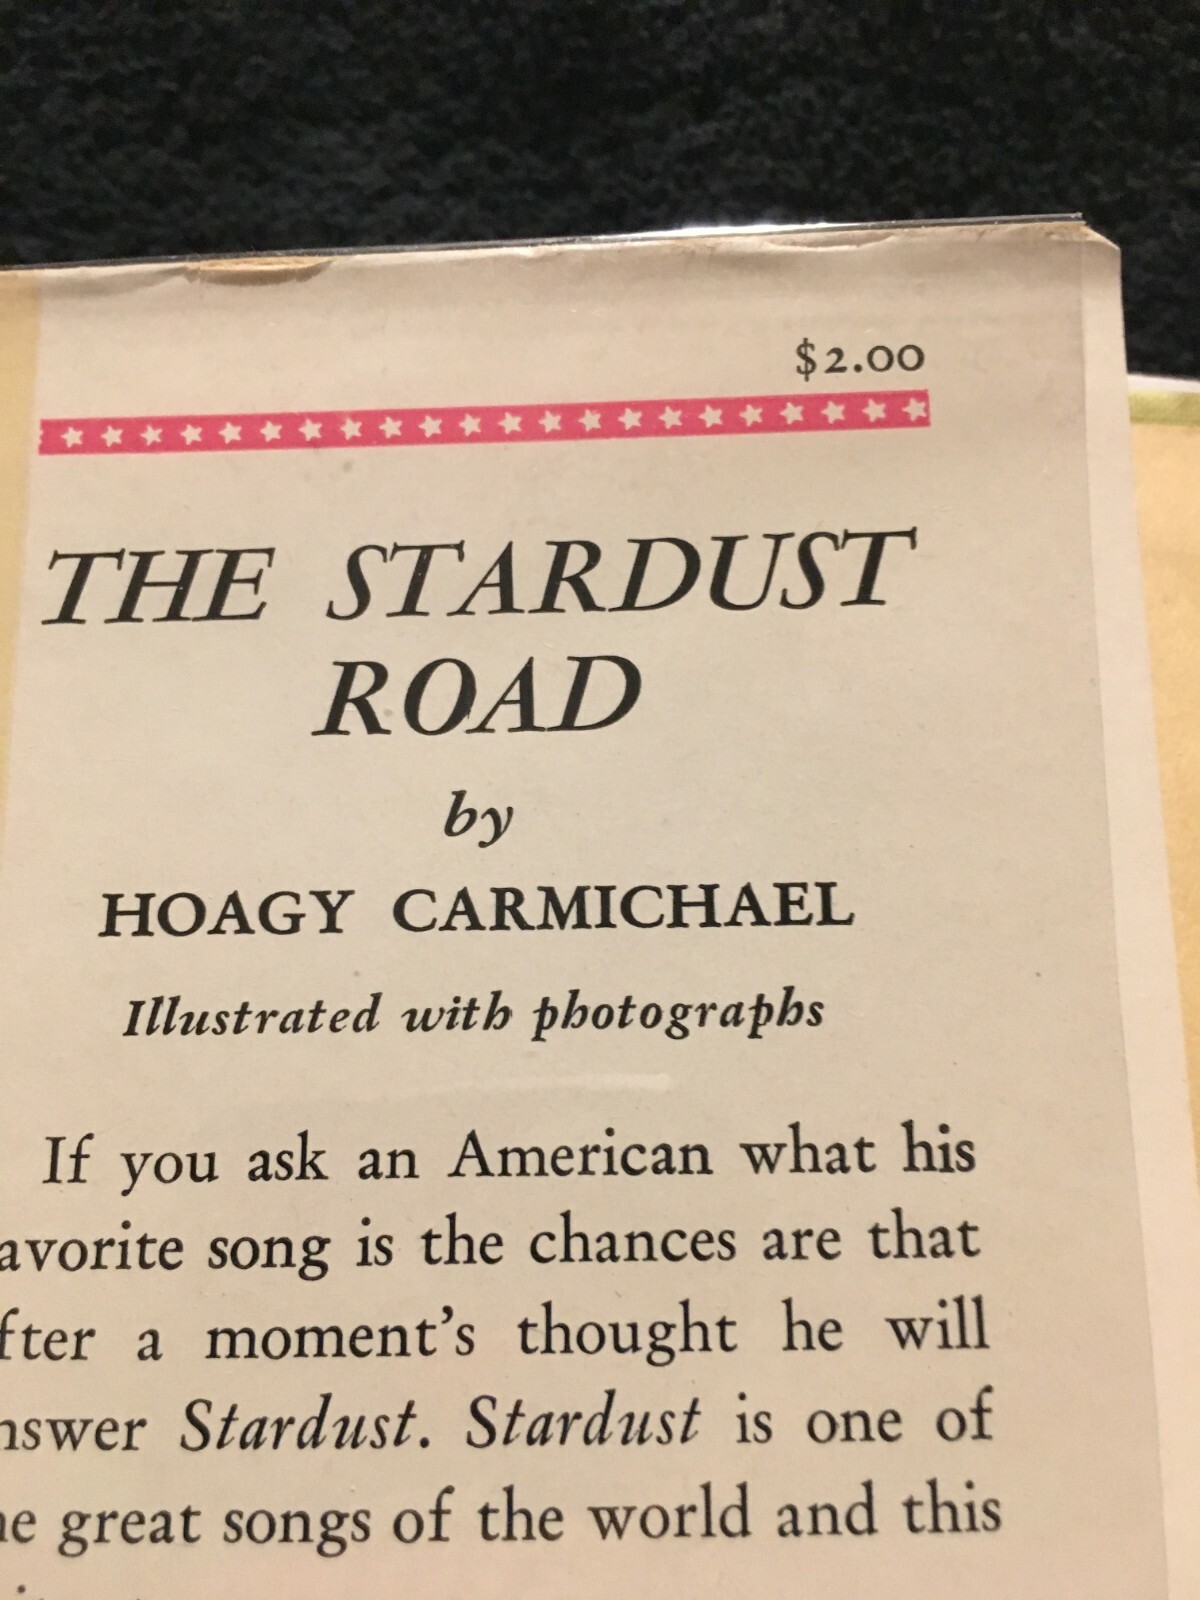 $2.00
THE STARDUST
ROAD
by
HOAGY CARMICHAEL
Illustrated with photographs
If you ask an American what his
avorite song is the chances are that
fter a moment's thought he will
nswer Stardust. Stardust is one of
he great songs of the world and this